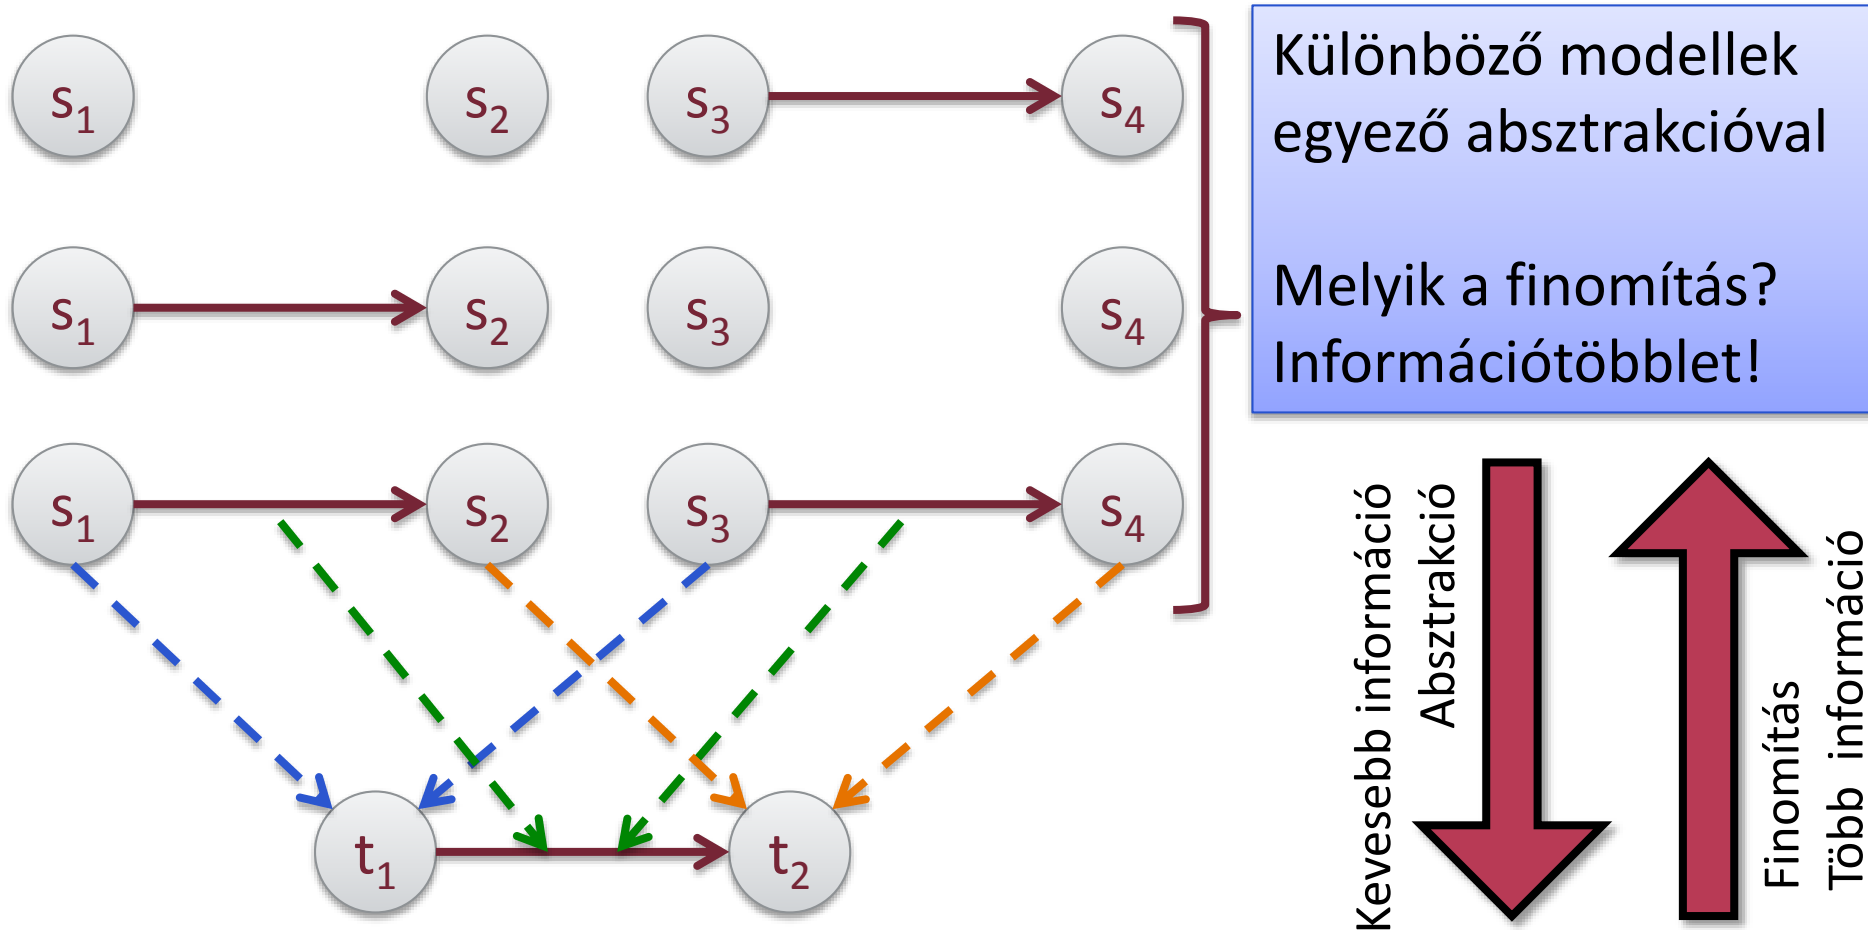 s₁ s₂ s₃ s₄
Különböző modellek
egyező absztrakcióval
Melyik a finomítás?
Információtöbblet!
s₁ s₂ s₃ s₄
s₁ s₂ s₃ s₄
t₁ t₂
Kevesebb információ
Absztrakció
Finomítás
Több információ